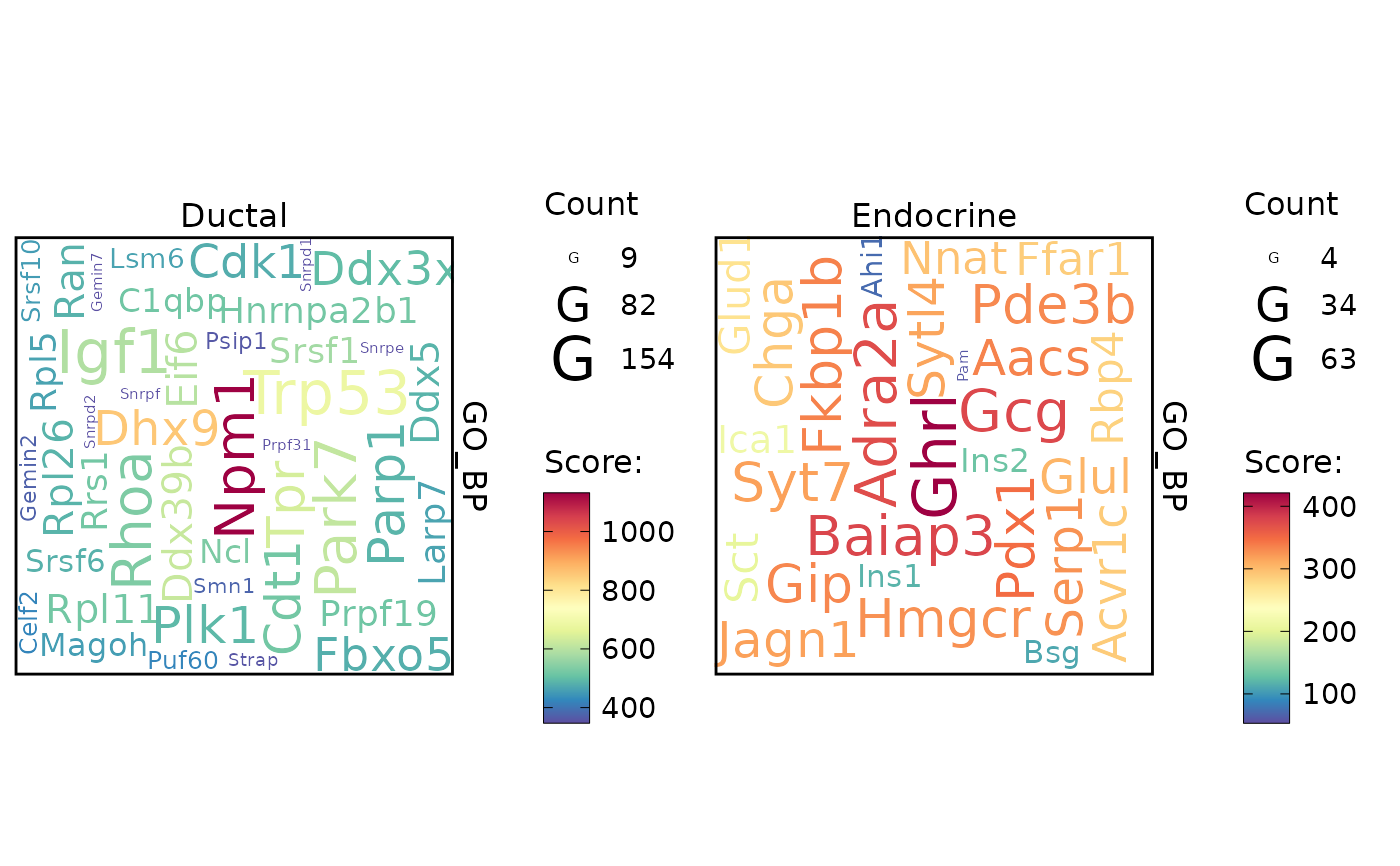 Ductal
Srsf10
Ran
Gemin7
Lsm6
Cdk1
Snrpd1
Ddx3x
C1qbp
Hnrnpa2b1
Rpl5
Igf1
Eif6
Psip1
Srsf1
Snrpe
Ddx5
Snrpf
Snrpd2
Trp53
Dhx9
Npm1
Prpf31
Gemin2
Rpl26
Rrs1
Rhoa
Ddx39b
Tpr
Park7
Parp1
Larp7
Srsf6
Ncl
Cdt1
Smn1
Celf2
Rpl11
Plk1
Prpf19
Magoh
Puf60
Strap
Fbxo5
GO_BP
Count
G 9
G 82
G 154
Score:
1000
800
600
400
Endocrine
Glud1
Chga
Fkbp1b
Ahi1
Nnat
Ffar1
Sytl4
Pde3b
Adra2a
Pam
Aacs
Rbp4
Ica1
Ghrl
Gcg
Syt7
Ins2
Glul
Baiap3
Pdx1
Serp1
Acvr1c
Sct
Gip
Ins1
Jagn1
Hmgcr
Bsg
GO_BP
Count
G 4
G 34
G 63
Score:
400
300
200
100